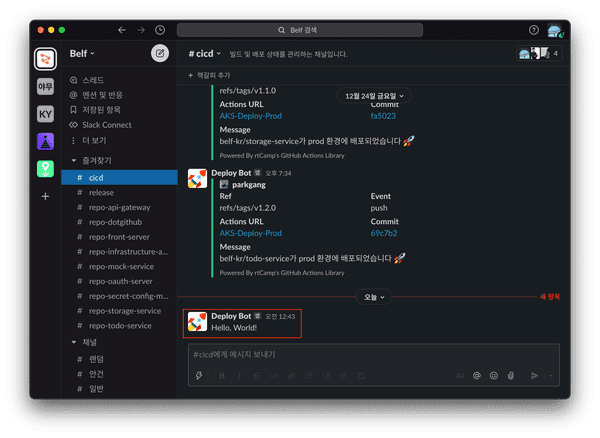 Belf 검색
Belf
야무
KY
스레드
멘션 및 반응
저장된 항목
Slack Connect
더 보기
즐겨찾기
# cicd
# release
# repo-api-gateway
# repo-dotgithub
# repo-front-server
# repo-infrastructure-a...
# repo-mock-service
# repo-oauth-server
# repo-secret-config-m...
# repo-storage-service
# repo-todo-service
채널
# 랜덤
# 안건
# 일반
# cicd 빌드 및 배포 상태를 관리하는 채널입니다. 4
+ 책갈피 추가
12월 24일 금요일
refs/tags/v1.1.0
Actions URL Commit
AKS-Deploy-Prod fa5023
Message
belf-kr/storage-service가 prod 환경에 배포되었습니다 🚀
Powered By rtCamp's GitHub Actions Library
Deploy Bot 앱 오후 7:34
parkgang
Ref Event
refs/tags/v1.2.0 push
Actions URL Commit
AKS-Deploy-Prod 69c7b2
Message
belf-kr/todo-service가 prod 환경에 배포되었습니다 🚀
Powered By rtCamp's GitHub Actions Library
오늘 새 항목
Deploy Bot 앱 오전 12:43
Hello, World!
#cicd에게 메시지 보내기
B I S Aa